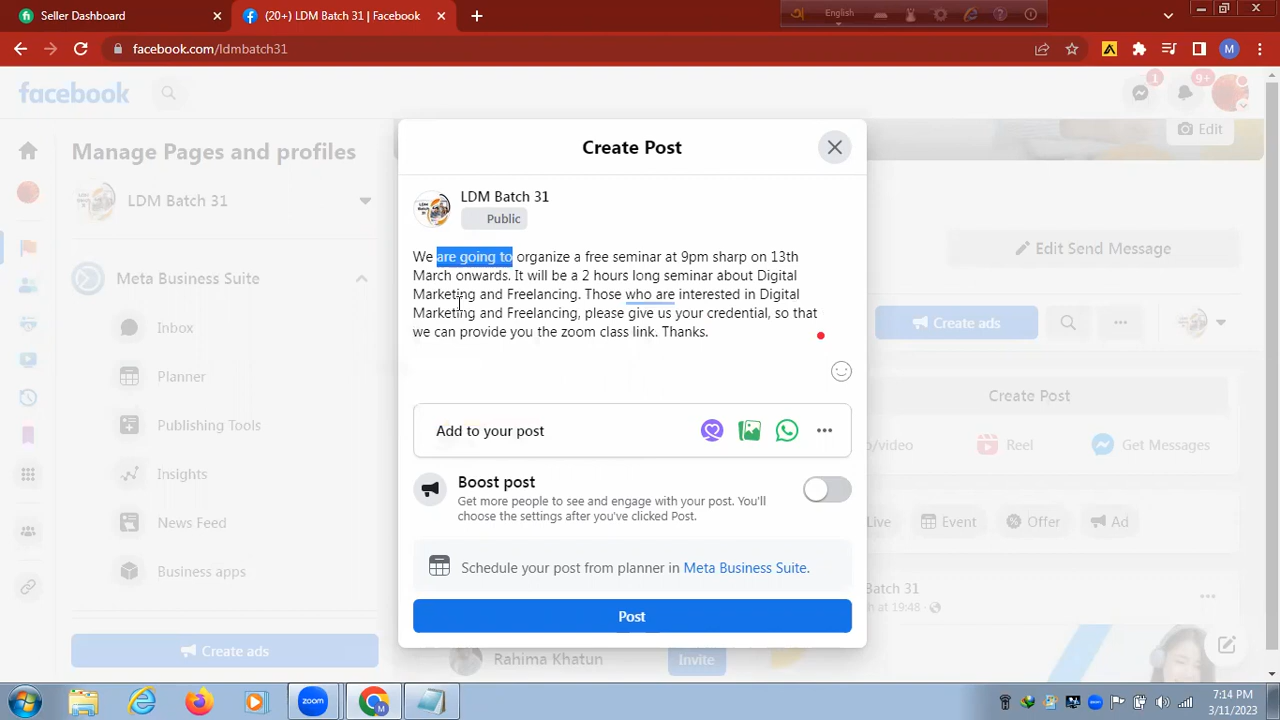 Seller Dashboard
(20+) LDM Batch 31 | Facebook
English
facebook.com/ldmbatch31
M
facebook
1
9+
Edit
Manage Pages and profiles
LDM Batch 31
Meta Business Suite
Inbox
Planner
Publishing Tools
Insights
News Feed
Business apps
Create ads
Create Post
LDM Batch 31
Public
We are going to organize a free seminar at 9pm sharp on 13th
March onwards. It will be a 2 hours long seminar about Digital
Marketing and Freelancing. Those who are interested in Digital
Marketing and Freelancing, please give us your credential, so that
we can provide you the zoom class link. Thanks.
Add to your post
Boost post
Get more people to see and engage with your post. You'll
choose the settings after you've clicked Post.
Schedule your post from planner in Meta Business Suite.
Post
Rahima Khatun
Invite
Send Message
Create ads
Create Post
/video
Reel
Get Messages
Live
Event
Offer
Ad
Batch 31
at 19:48
zoom
7:14 PM
3/11/2023